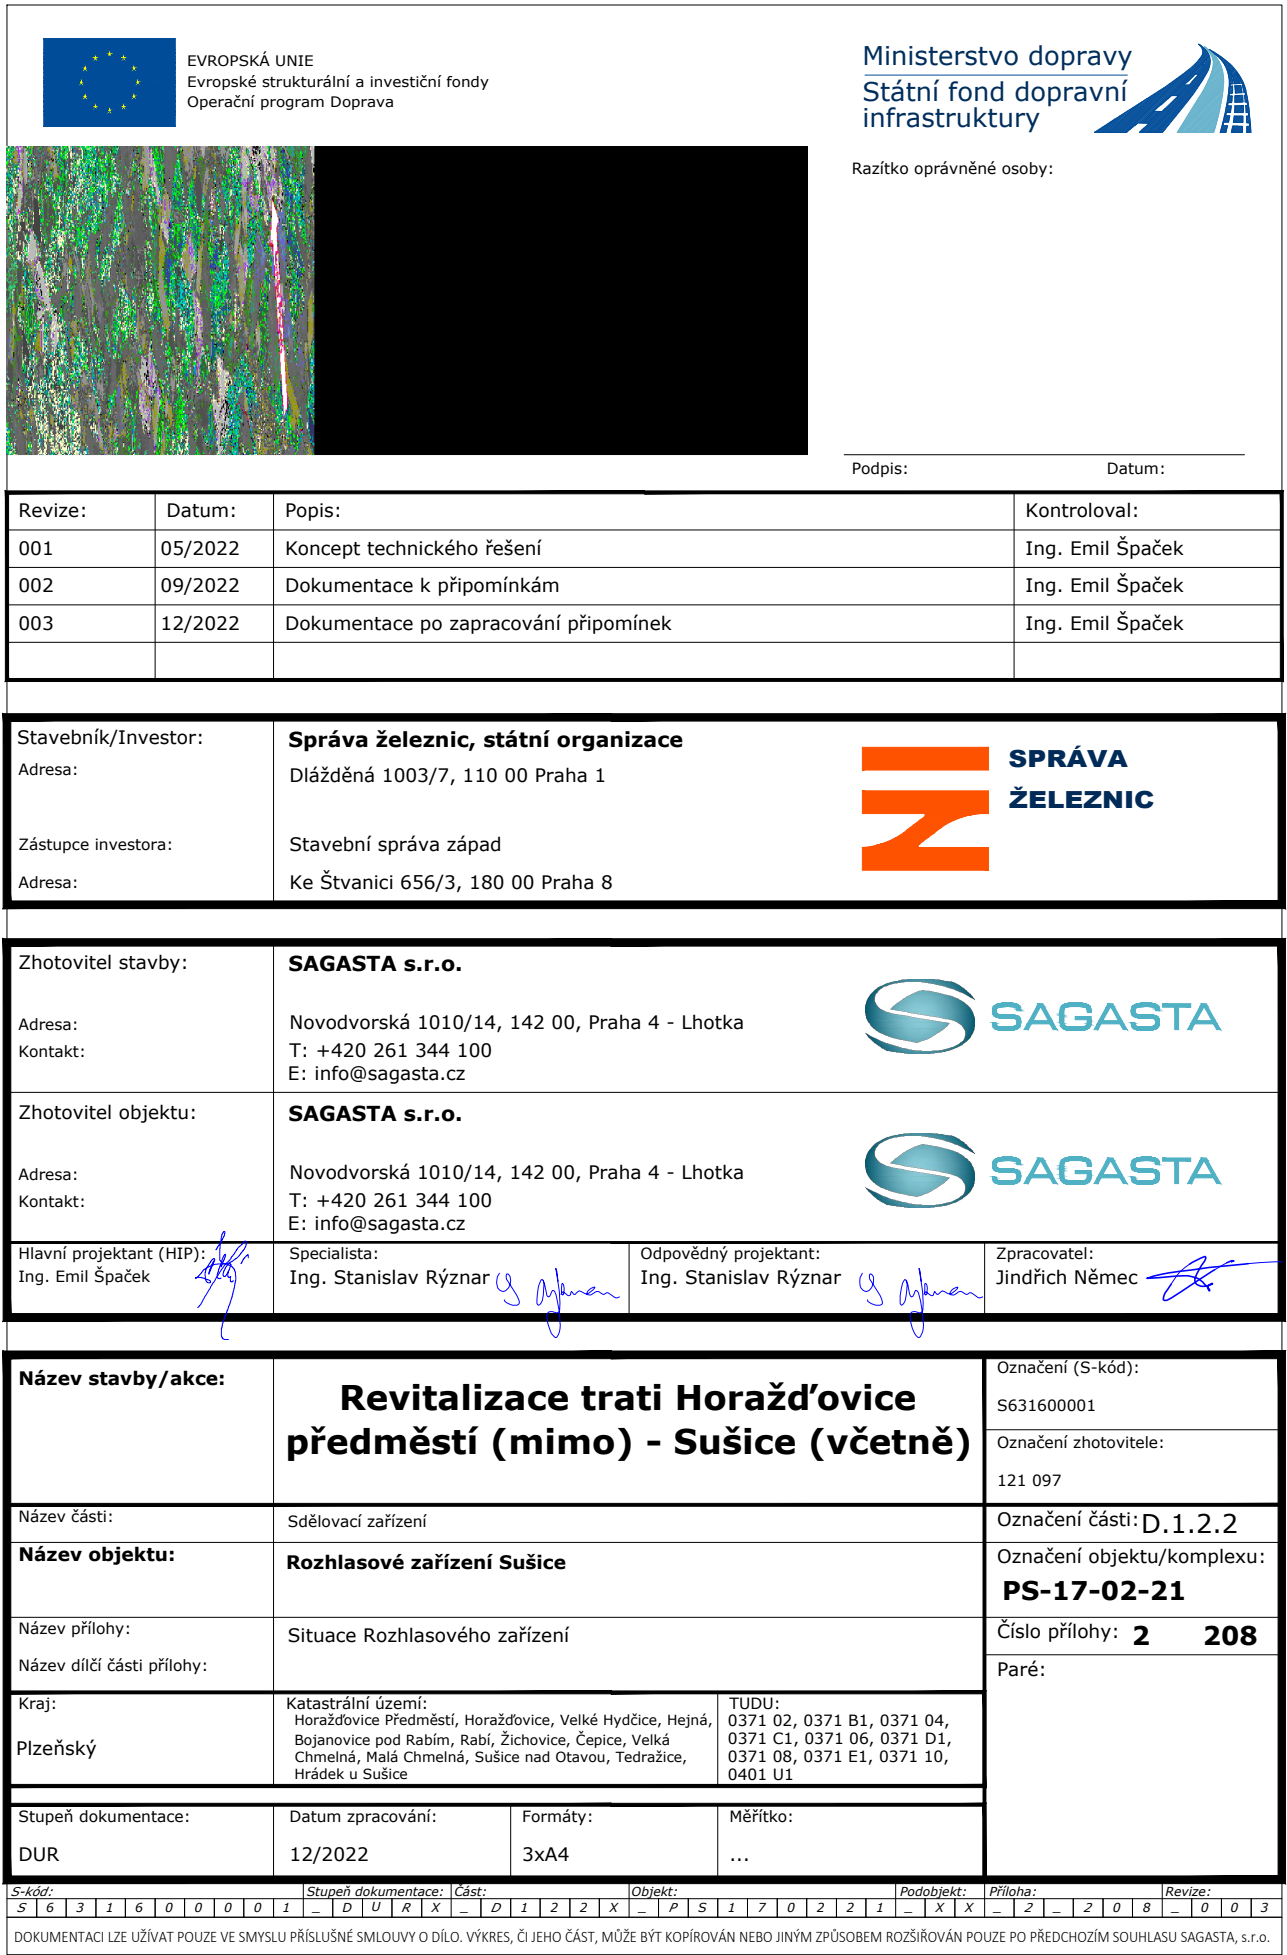 EVROPSKÁ UNIE
Evropské strukturální a investiční fondy
Operační program Doprava
Ministerstvo dopravy
Státní fond dopravní
infrastruktury
Razítko oprávněné osoby:
Podpis: Datum:
Revize: Datum: Popis: Kontroloval:
001 05/2022 Koncept technického řešení Ing. Emil Špaček
002 09/2022 Dokumentace k připomínkám Ing. Emil Špaček
003 12/2022 Dokumentace po zapracování připomínek Ing. Emil Špaček
Stavebník/Investor: Správa železnic, státní organizace
Adresa: Dlážděná 1003/7, 110 00 Praha 1
SPRÁVA
ŽELEZNIC
Zástupce investora: Stavební správa západ
Adresa: Ke Štvanici 656/3, 180 00 Praha 8
Zhotovitel stavby: SAGASTA s.r.o.
Adresa: Novodvorská 1010/14, 142 00, Praha 4 - Lhotka
SAGASTA
Kontakt: T: +420 261 344 100
E: info@sagasta.cz
Zhotovitel objektu: SAGASTA s.r.o.
Adresa: Novodvorská 1010/14, 142 00, Praha 4 - Lhotka
SAGASTA
Kontakt: T: +420 261 344 100
E: info@sagasta.cz
Hlavní projektant (HIP): Specialista: Odpovědný projektant: Zpracovatel:
Ing. Emil Špaček Ing. Stanislav Rýznar Ing. Stanislav Rýznar Jindřich Němec
Název stavby/akce: Revitalizace trati Horažďovice
předměstí (mimo) - Sušice (včetně)
Označení (S-kód):
S631600001
Označení zhotovitele:
121 097
Název části: Sdělovací zařízení Označení části: D.1.2.2
Název objektu: Rozhlasové zařízení Sušice Označení objektu/komplexu:
PS-17-02-21
Název přílohy: Situace Rozhlasového zařízení Číslo přílohy: 2 208
Název dílčí části přílohy: Paré:
Kraj: Katastrální území: TUDU:
Plzeňský
Horažďovice Předměstí, Horažďovice, Velké Hydčice, Hejná, 0371 02, 0371 B1, 0371 04,
Bojanovice pod Rabím, Rabí, Žichovice, Čepice, Velká 0371 C1, 0371 06, 0371 D1,
Chmelná, Malá Chmelná, Sušice nad Otavou, Tedražice, 0371 08, 0371 E1, 0371 10,
Hrádek u Sušice 0401 U1
Stupeň dokumentace: Datum zpracování: Formáty: Měřítko:
DUR 12/2022 3xA4 ...
S-kód: Stupeň dokumentace: Část: Objekt: Podobjekt: Příloha: Revize:
S 6 3 1 6 0 0 0 0 1 _ D U R X _ D 1 2 2 X _ P S 1 7 0 2 2 1 _ X X _ 2 _ 2 0 8 _ 0 0 3
DOKUMENTACI LZE UŽÍVAT POUZE VE SMYSLU PŘÍSLUŠNÉ SMLOUVY O DÍLO. VÝKRES, ČI JEHO ČÁST, MŮŽE BÝT KOPÍROVÁN NEBO JINÝM ZPŮSOBEM ROZŠIŘOVÁN POUZE PO PŘEDCHOZÍM SOUHLASU SAGASTA, s.r.o.